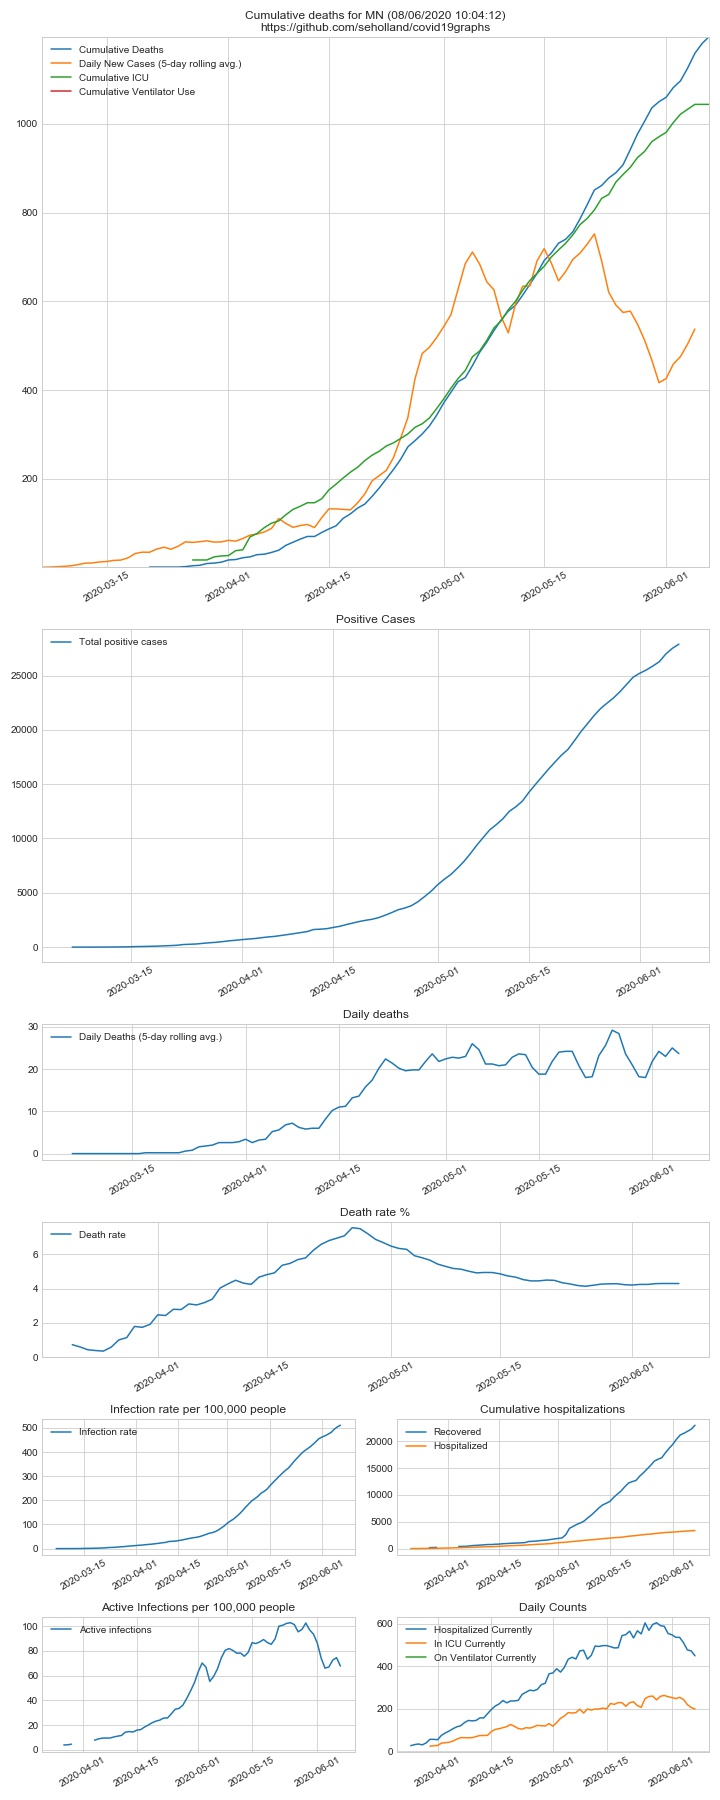 Cumulative deaths for MN (08/06/2020 10:04:12)
https://github.com/seholland/covid19graphs
Cumulative Deaths
Daily New Cases (5-day rolling avg.)
Cumulative ICU
Cumulative Ventilator Use
1000
800
600
400
200
2020-03-15 2020-04-01 2020-04-15 2020-05-01 2020-05-15 2020-06-01
Positive Cases
Total positive cases
25000
20000
15000
10000
5000
0
2020-03-15 2020-04-01 2020-04-15 2020-05-01 2020-05-15 2020-06-01
Daily deaths
30
Daily Deaths (5-day rolling avg.)
20
10
0
2020-03-15 2020-04-01 2020-04-15 2020-05-01 2020-05-15 2020-06-01
Death rate %
Death rate
6
4
2
0
2020-04-01 2020-04-15 2020-05-01 2020-05-15 2020-06-01
Infection rate per 100,000 people
500
Infection rate
400
300
200
100
0
2020-03-15 2020-04-01 2020-04-15 2020-05-01 2020-05-15 2020-06-01
Cumulative hospitalizations
Recovered
20000
Hospitalized
15000
10000
5000
0
2020-04-01 2020-04-15 2020-05-01 2020-05-15 2020-06-01
Active Infections per 100,000 people
100
Active infections
80
60
40
20
0
2020-04-01 2020-04-15 2020-05-01 2020-05-15 2020-06-01
Daily Counts
600
Hospitalized Currently
In ICU Currently
On Ventilator Currently
400
200
0
2020-04-01 2020-04-15 2020-05-01 2020-05-15 2020-06-01